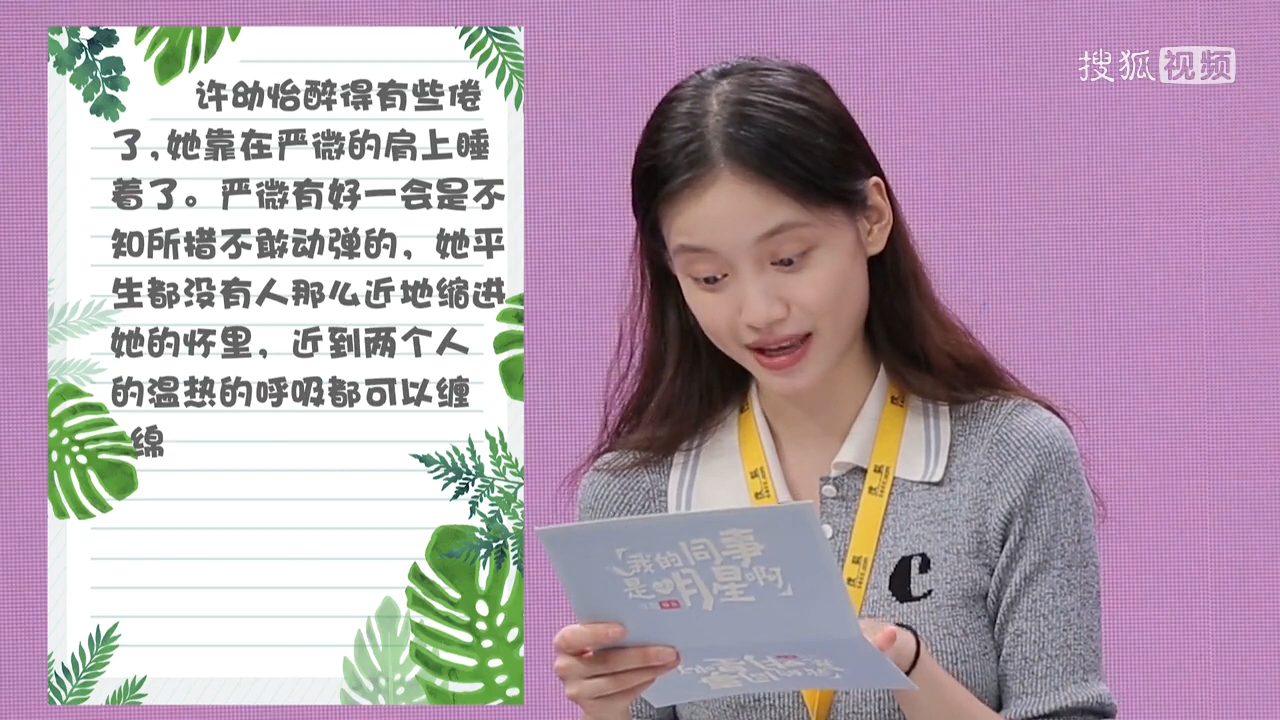 许幼怡醉得有些倦
了,她靠在严微的肩上睡
着了。严微有好一会是不
知所措不敢动弹的，她平
生都没有人那么近地缩进
她的怀里，近到两个人
的温热的呼吸都可以缠
绵
搜狐视频
「我的同事
是明星啊」
C